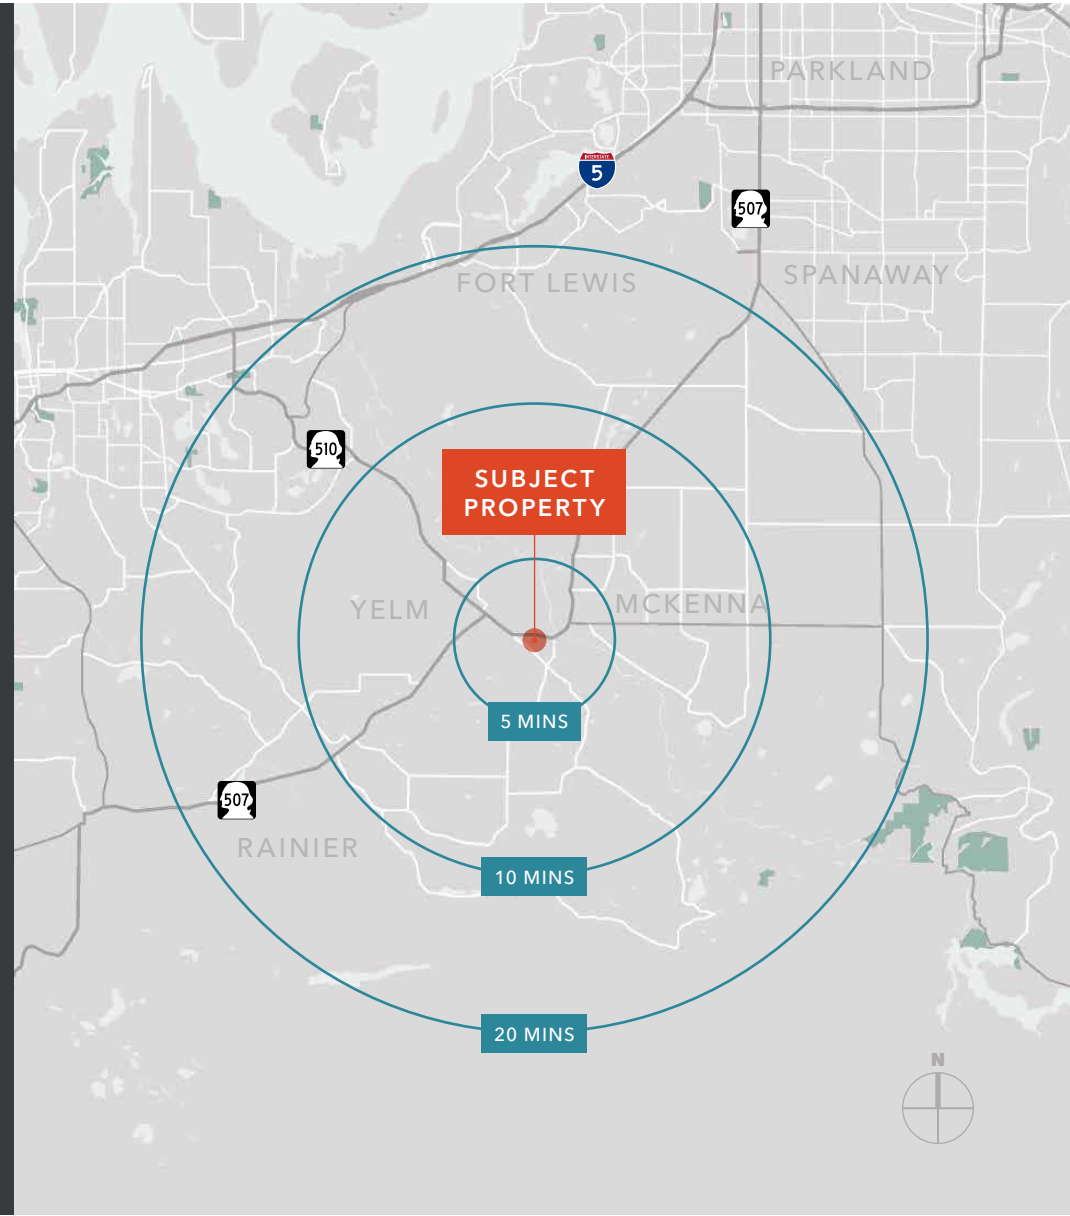 PARKLAND
INTERSTATE
5
507
FORT LEWIS
SPANAWAY
510
SUBJECT
PROPERTY
YELM
MCKENNA
5 MINS
507
RAINIER
10 MINS
20 MINS
N